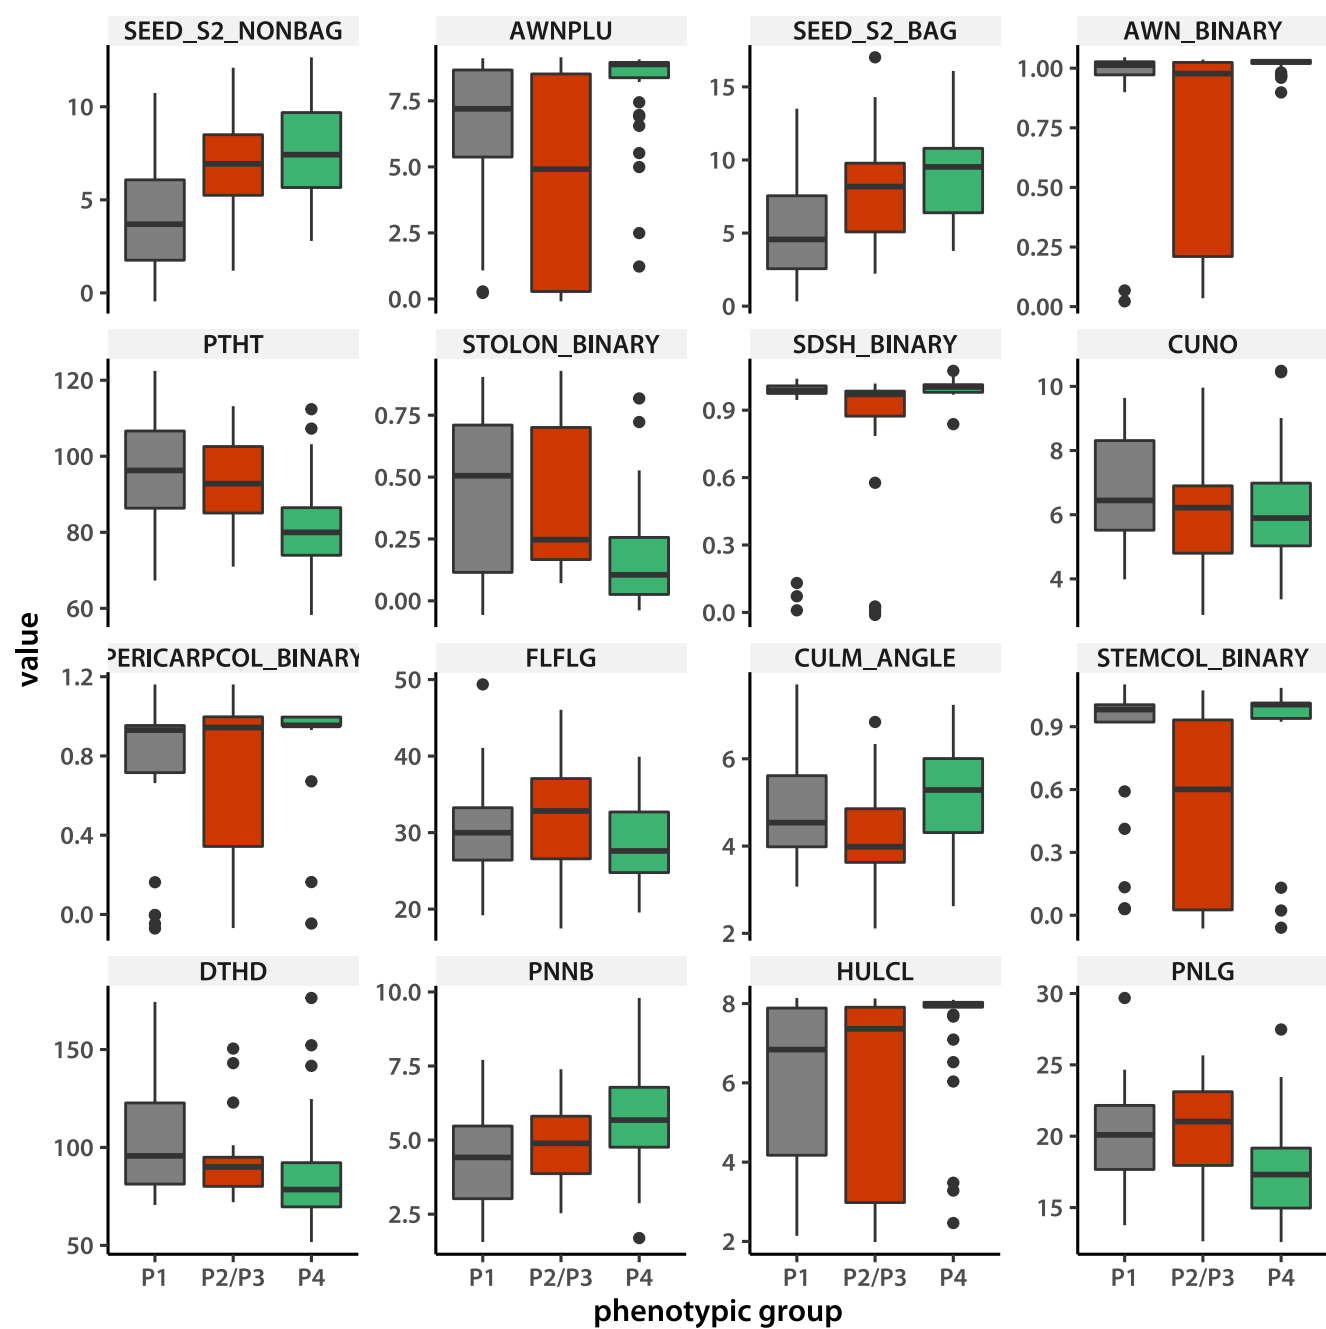 SEED_S2_NONBAG AWNPLU SEED_S2_BAG AWN_BINARY
10 5 0
7.5 5.0 2.5 0.0
15 10 5 0
1.00 0.75 0.50 0.25 0.00
PTHT STOLON_BINARY SDSH_BINARY CUNO
120 100 80 60
0.75 0.50 0.25 0.00
0.9 0.6 0.3 0.0
10 8 6 4
value
PERICARPCOL_BINARY FLFLG CULM_ANGLE STEMCOL_BINARY
1.2 0.8 0.4 0.0
50 40 30 20
6 4 2
0.9 0.6 0.3 0.0
DTHD PNNB HULCL PNLG
150 100 50
10.0 7.5 5.0 2.5
8 6 4 2
30 25 20 15
P1 P2/P3 P4 P1 P2/P3 P4 P1 P2/P3 P4 P1 P2/P3 P4
phenotypic group